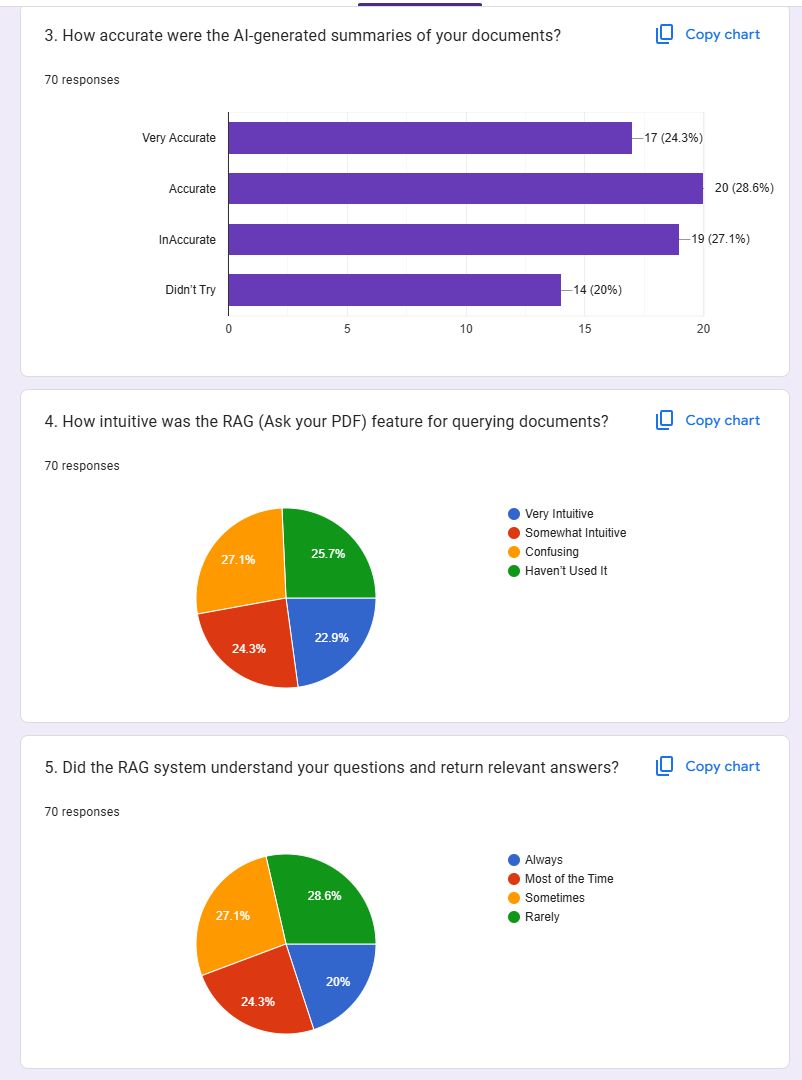 3. How accurate were the AI-generated summaries of your documents?
Copy chart
70 responses
Very Accurate
17 (24.3%)
Accurate
20 (28.6%)
InAccurate
19 (27.1%)
Didn't Try
14 (20%)
0 5 10 15 20
4. How intuitive was the RAG (Ask your PDF) feature for querying documents?
Copy chart
70 responses
Very Intuitive
Somewhat Intuitive
Confusing
Haven't Used It
27.1%
25.7%
22.9%
24.3%
5. Did the RAG system understand your questions and return relevant answers?
Copy chart
70 responses
Always
Most of the Time
Sometimes
Rarely
28.6%
27.1%
20%
24.3%